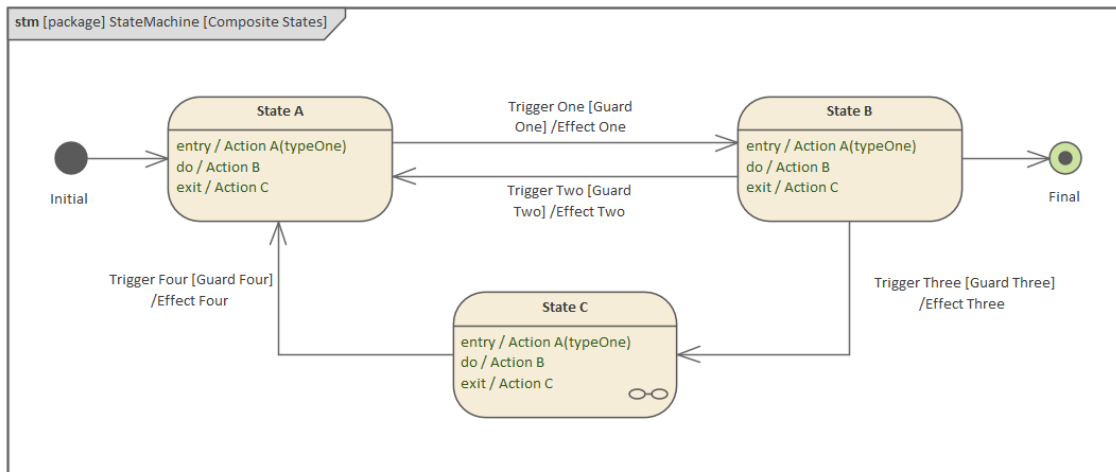 stm [package] StateMachine [Composite States]
State A
entry / Action A(typeOne)
do / Action B
exit / Action C
Trigger One [Guard
One] /Effect One
State B
entry / Action A(typeOne)
do / Action B
exit / Action C
Initial
Trigger Two [Guard
Two] /Effect Two
Final
Trigger Four [Guard Four]
/Effect Four
Trigger Three [Guard Three]
/Effect Three
State C
entry / Action A(typeOne)
do / Action B
exit / Action C